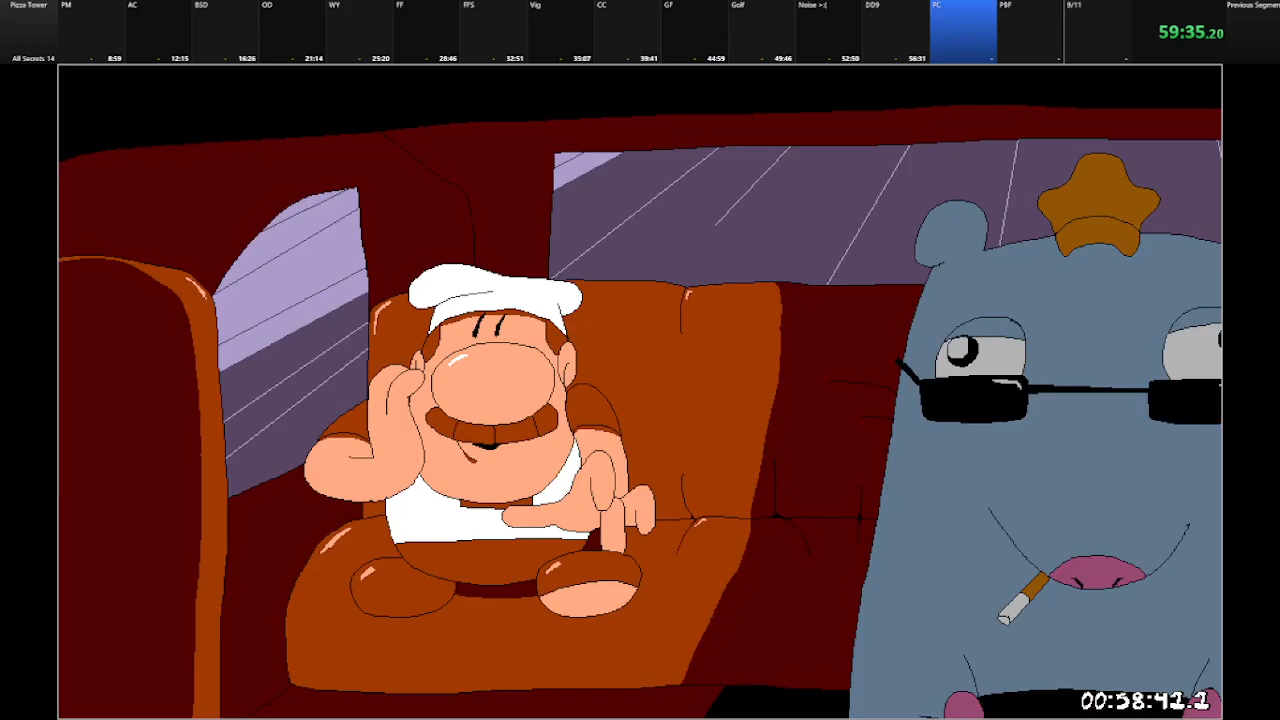 Pizza Tower PM AC BSD OD WY FF FFS Vig CC GF Golf Noise >:( DD9 PC PBF 9/11 Previous Segment
59:35.20
All Secrets 14 - 8:59 - 12:15 - 16:26 - 21:14 - 25:20 - 28:46 - 32:51 - 35:07 - 39:41 - 44:59 - 49:46 - 52:50 - 56:31 - - -
00:58:42.2